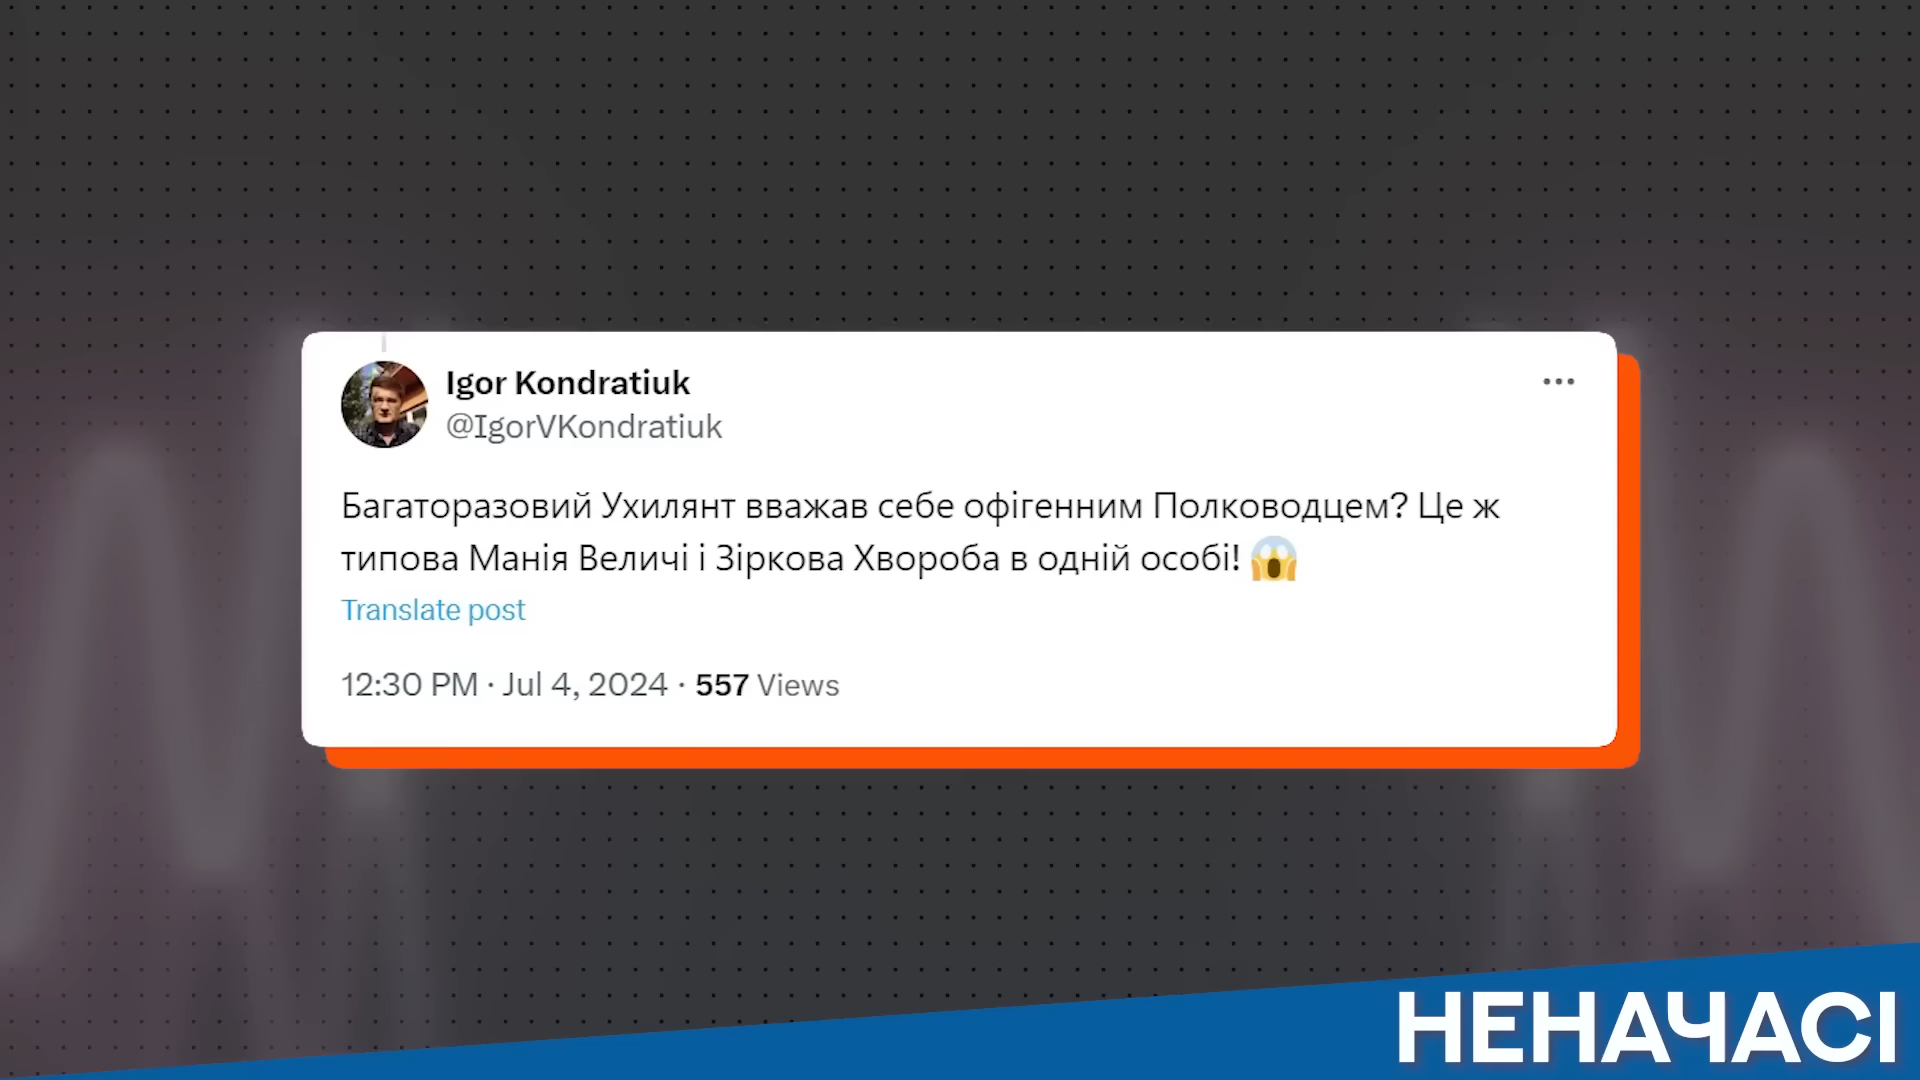 Igor Kondratiuk
@IgorVKondratiuk
Багаторазовий Ухилянт вважав себе офігенним Полководцем? Це ж
типова Манія Величі і Зіркова Хвороба в одній особі! 😱
Translate post
12:30 PM · Jul 4, 2024 · 557 Views
НЕНАЧАСІ